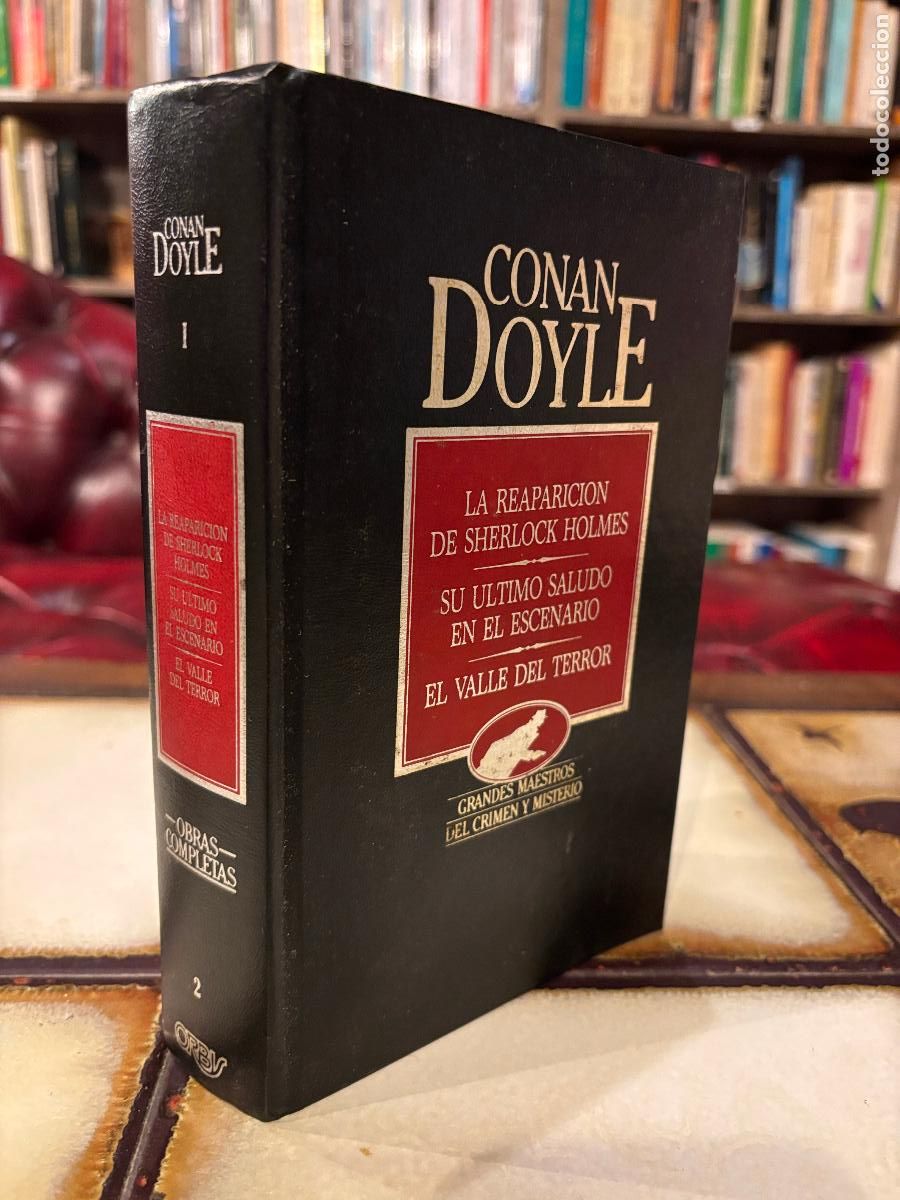 CONAN
DOYLE
I
LA REAPARICION
DE SHERLOCK
HOLMES
SU ULTIMO
SALUDO EN
EL ESCENARIO
EL VALLE
DEL TERROR
OBRAS
COMPLETAS
2
ORBIS
CONAN
DOYLE
LA REAPARICION
DE SHERLOCK HOLMES
SU ULTIMO SALUDO
EN EL ESCENARIO
EL VALLE DEL TERROR
GRANDES MAESTROS
DEL CRIMEN Y MISTERIO
todocoleccion